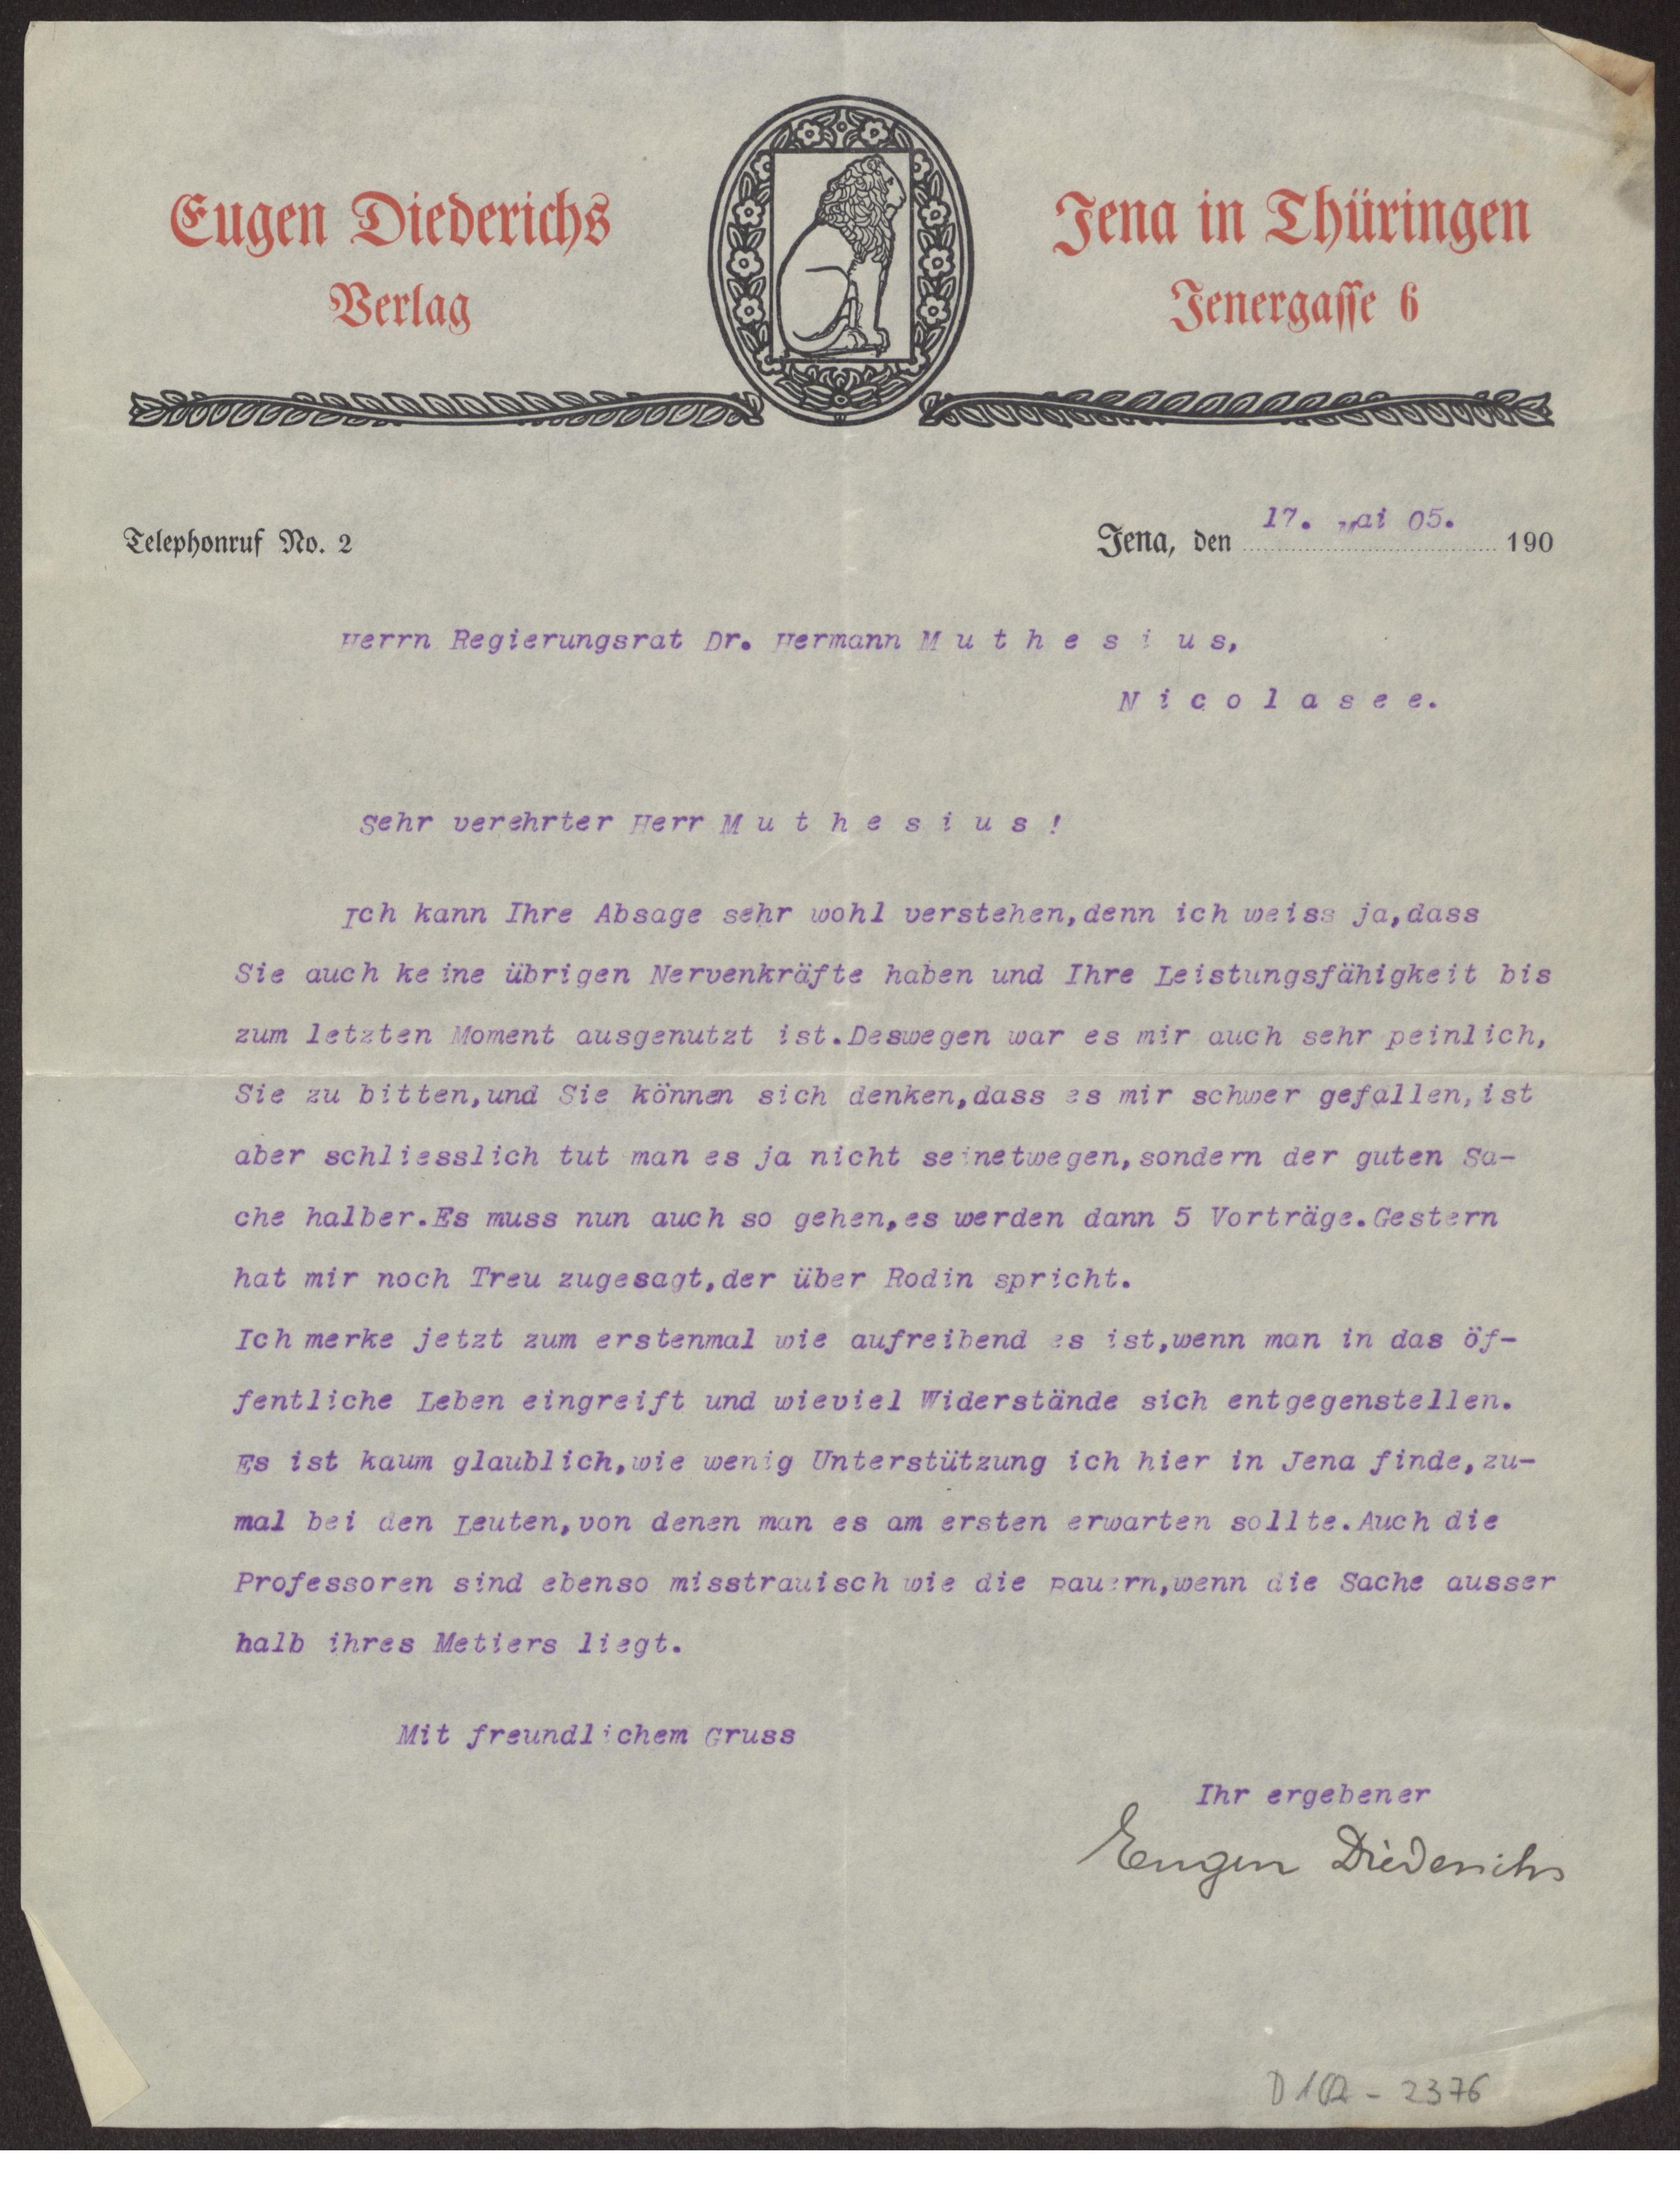 Eugen Diederichs
Verlag
Jena in Thüringen
Jenergasse 6
Telephonruf No. 2
Jena, den 17. Mai 05. 190
Herrn Regierungsrat Dr. Hermann M u t h e s i u s,
N i c o l a s e e.
Sehr verehrter Herr M u t h e s i u s !
Ich kann Ihre Absage sehr wohl verstehen,denn ich weiss ja,dass
Sie auch keine übrigen Nervenkräfte haben und Ihre Leistungsfähigkeit bis
zum letzten Moment ausgenutzt ist.Deswegen war es mir auch sehr peinlich,
Sie zu bitten,und Sie können sich denken,dass es mir schwer gefallen,ist
aber schliesslich tut man es ja nicht seinetwegen,sondern der guten Sa-
che halber.Es muss nun auch so gehen,es werden dann 5 Vorträge.Gestern
hat mir noch Treu zugesagt,der über Rodin spricht.
Ich merke jetzt zum erstenmal wie aufreibend es ist,wenn man in das öf-
fentliche Leben eingreift und wieviel Widerstände sich entgegenstellen.
Es ist kaum glaublich,wie wenig Unterstützung ich hier in Jena finde,zu-
mal bei den Leuten,von denen man es am ersten erwarten sollte.Auch die
Professoren sind ebenso misstrauisch wie die Bauern,wenn die Sache ausser
halb ihres Metiers liegt.
Mit freundlichem Gruss
Ihr ergebener
Eugen Diederichs
D 102 - 2376